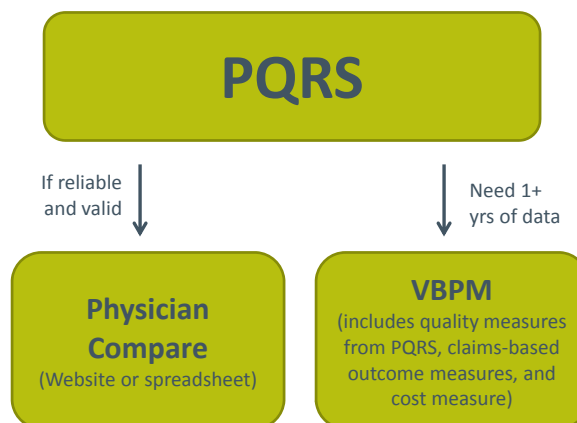 PQRS
If reliable
and valid
Need 1+
yrs of data
Physician
Compare
(Website or spreadsheet)
VBPM
(includes quality measures
from PQRS, claims-based
outcome measures, and
cost measure)